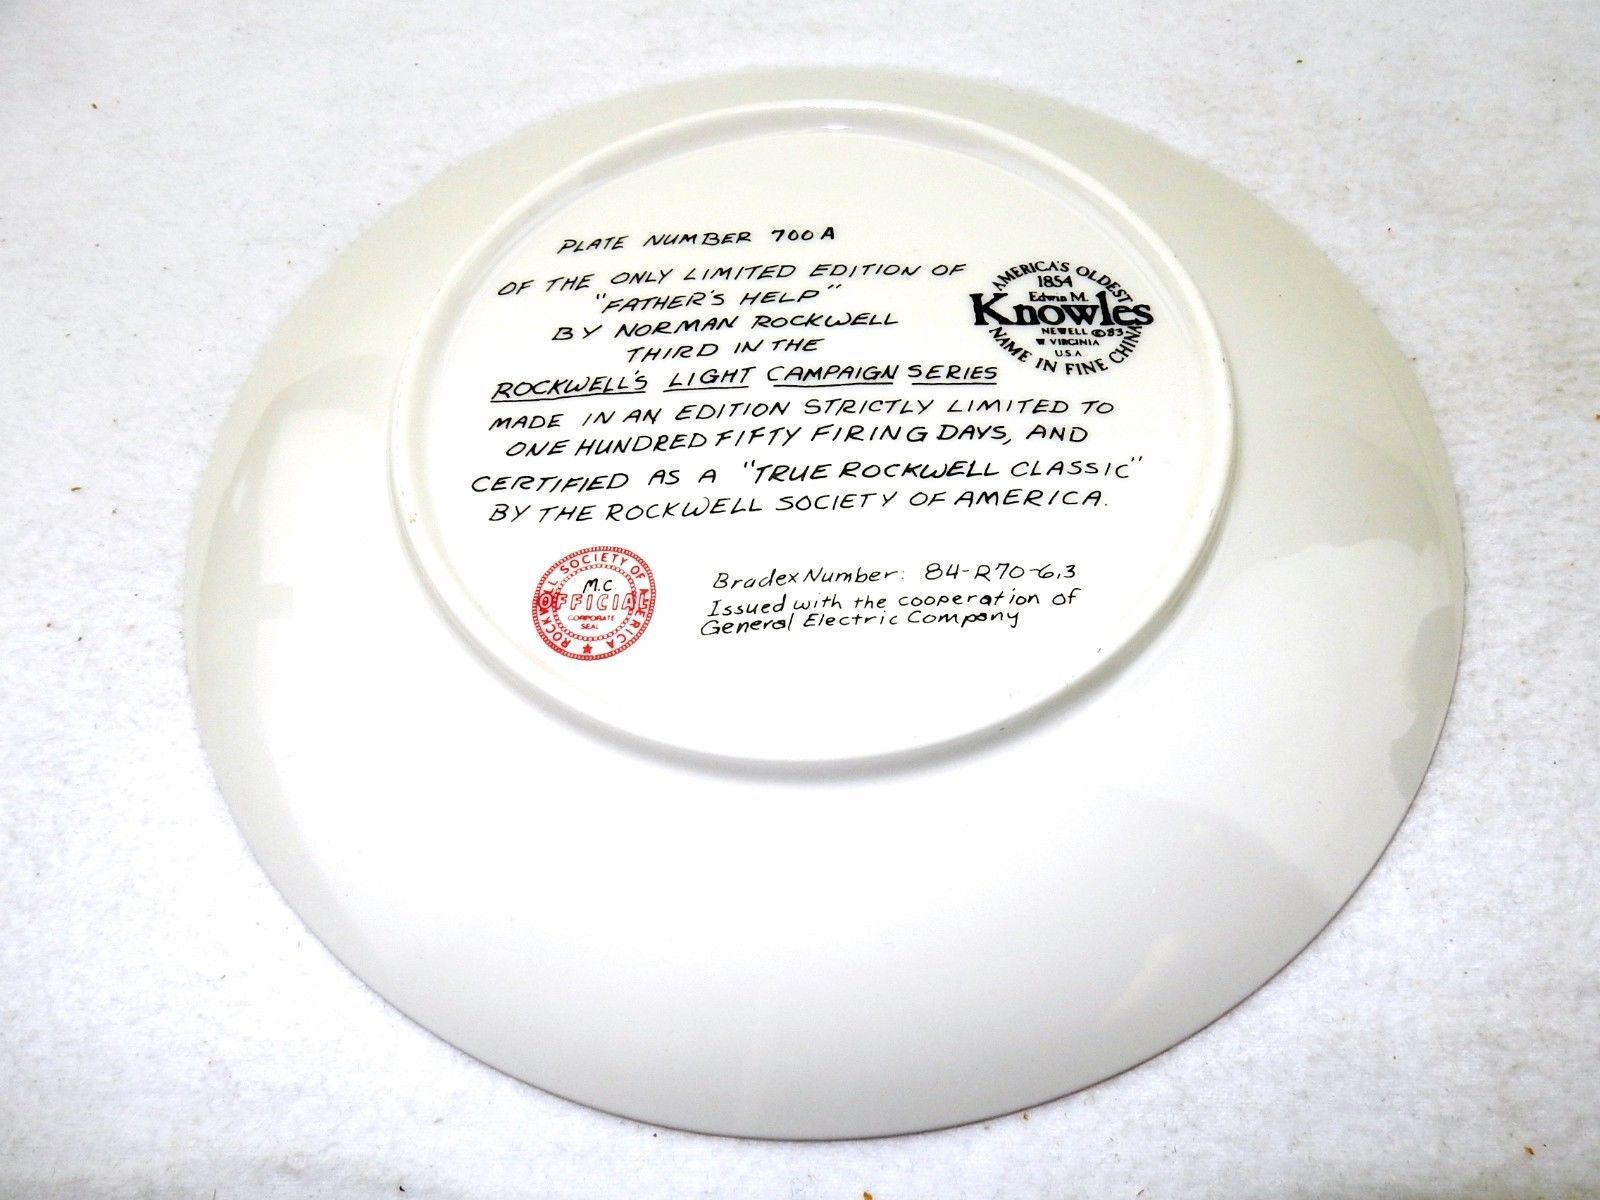 PLATE NUMBER 700A
OF THE ONLY LIMITED EDITION OF
"FATHER'S HELP"
BY NORMAN ROCKWELL
THIRD IN THE
ROCKWELL'S LIGHT CAMPAIGN SERIES
MADE IN AN EDITION STRICTLY LIMITED TO
ONE HUNDRED FIFTY FIRING DAYS, AND
CERTIFIED AS A "TRUE ROCKWELL CLASSIC"
BY THE ROCKWELL SOCIETY OF AMERICA.
AMERICA'S OLDEST
1854
Edwin M.
Knowles
NEWELL ©83
W VIRGINIA
U.S.A
NAME IN FINE CHINA
ROCKWELL SOCIETY OF AMERICA
M.C
OFFICIAL
CORPORATE
SEAL
Bradex Number: 84-R70-6.3
Issued with the cooperation of
General Electric Company